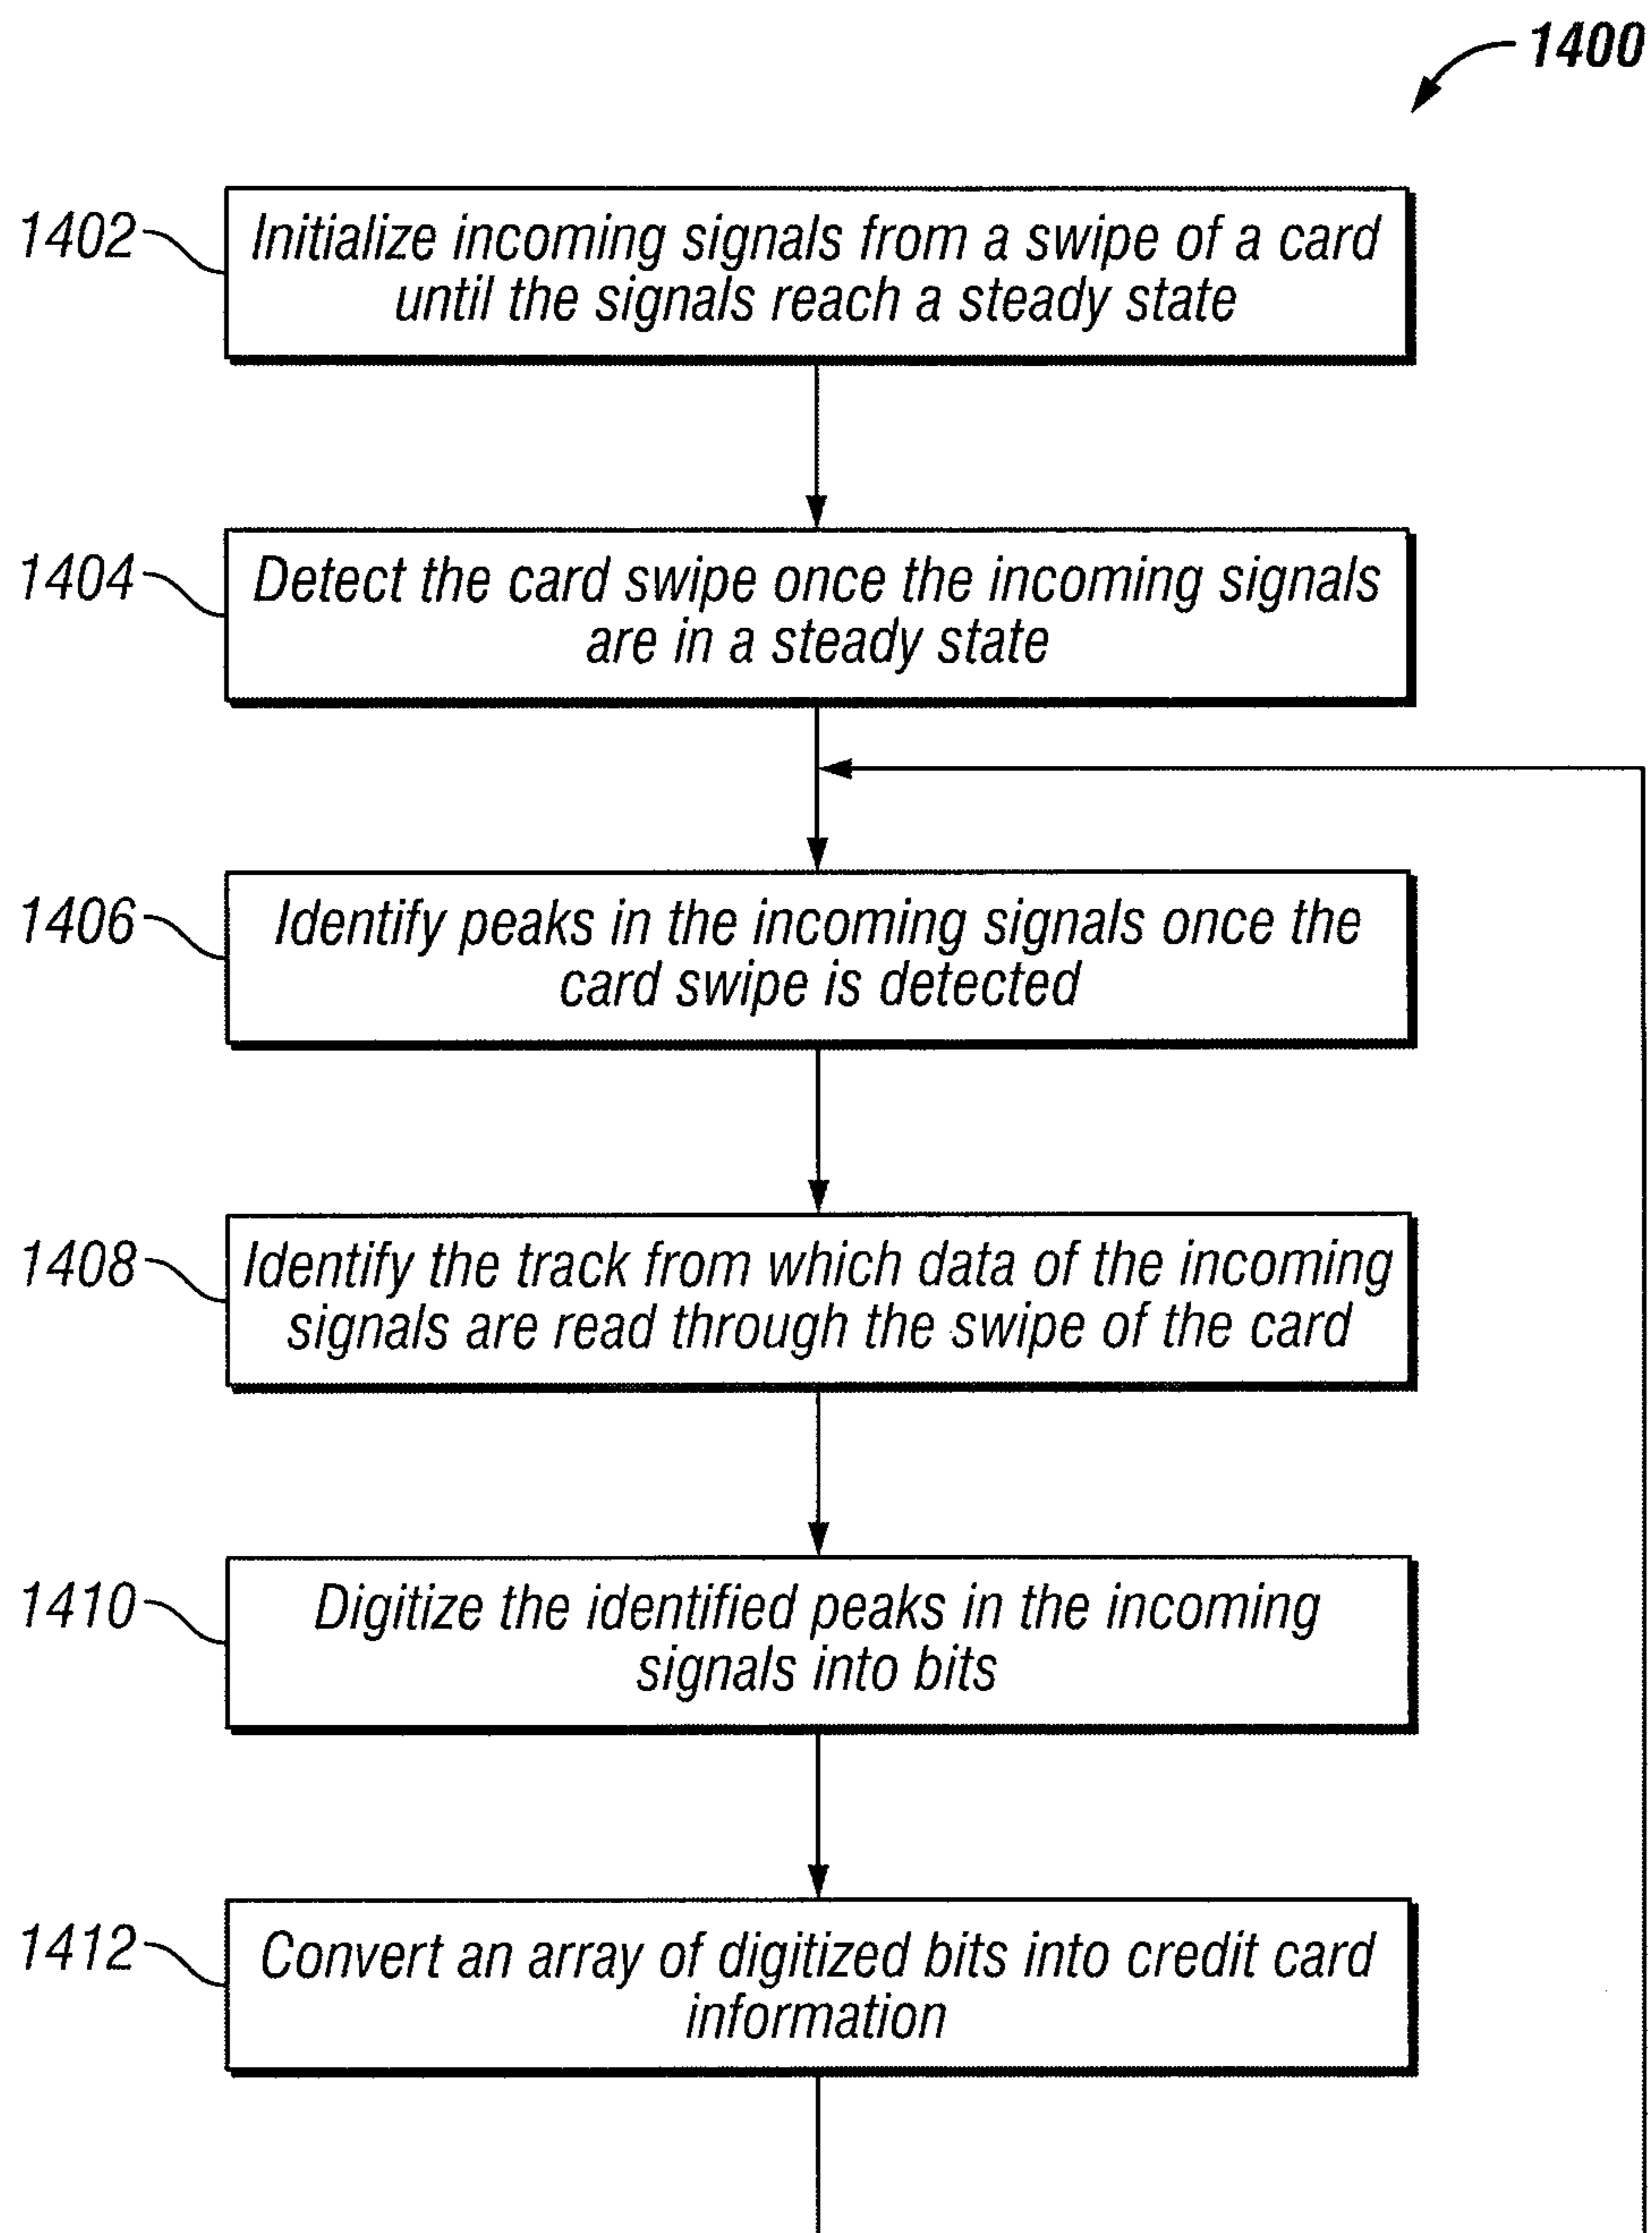 1400
1402
Initialize incoming signals from a swipe of a card
until the signals reach a steady state
1404
Detect the card swipe once the incoming signals
are in a steady state
1406
Identify peaks in the incoming signals once the
card swipe is detected
1408
Identify the track from which data of the incoming
signals are read through the swipe of the card
1410
Digitize the identified peaks in the incoming
signals into bits
1412
Convert an array of digitized bits into credit card
information